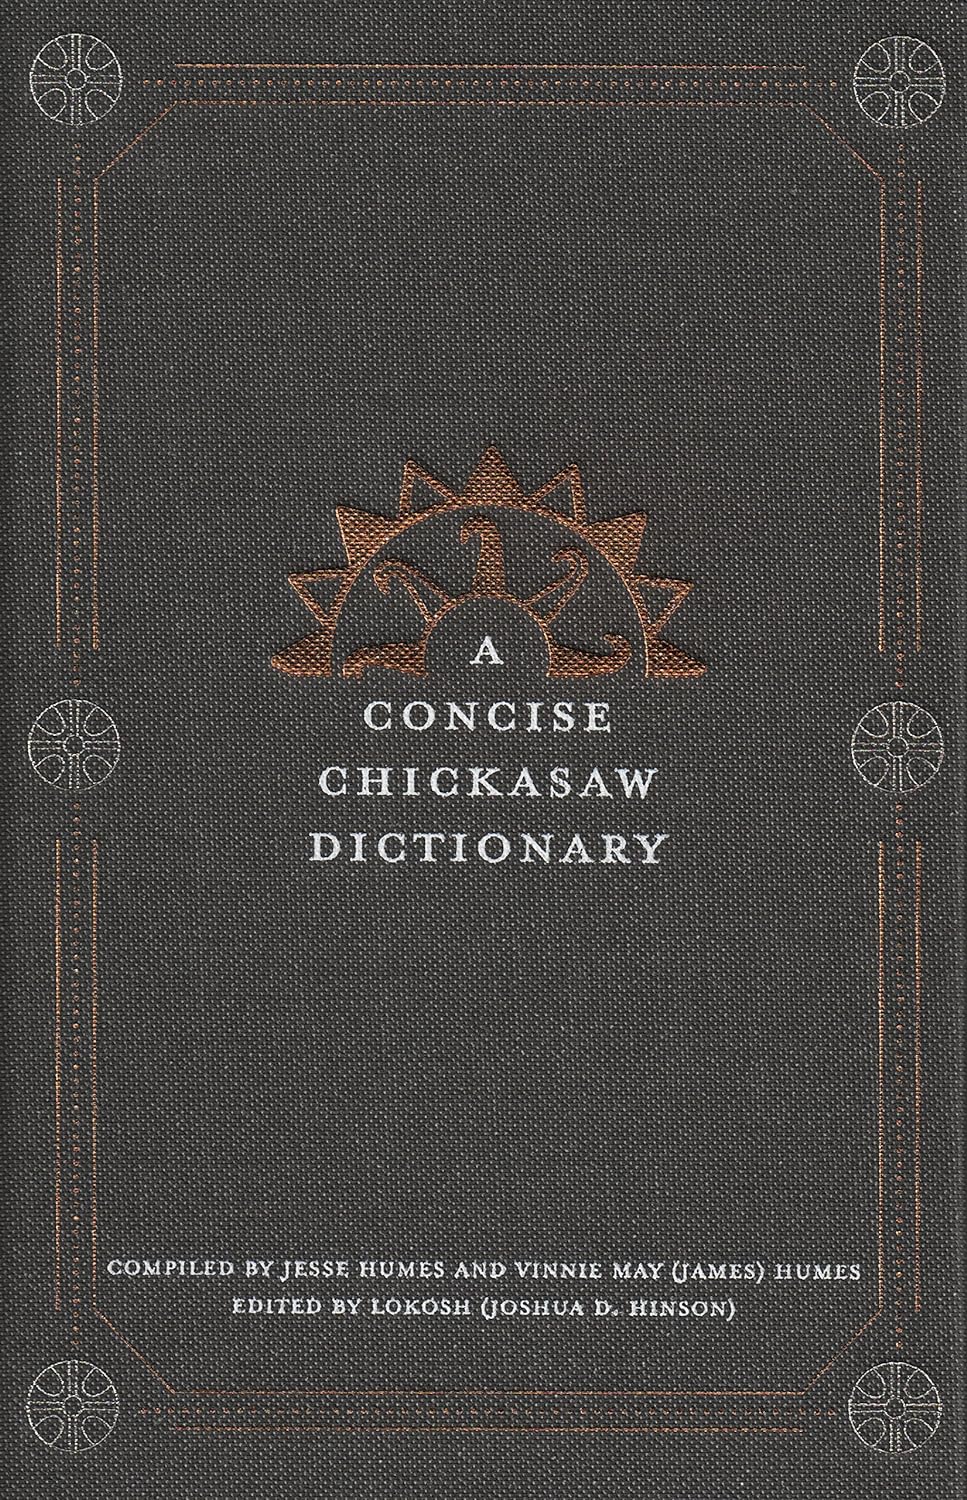 A
CONCISE
CHICKASAW
DICTIONARY
COMPILED BY JESSE HUMES AND VINNIE MAY (JAMES) HUMES
EDITED BY LOKOSH (JOSHUA D. HINSON)